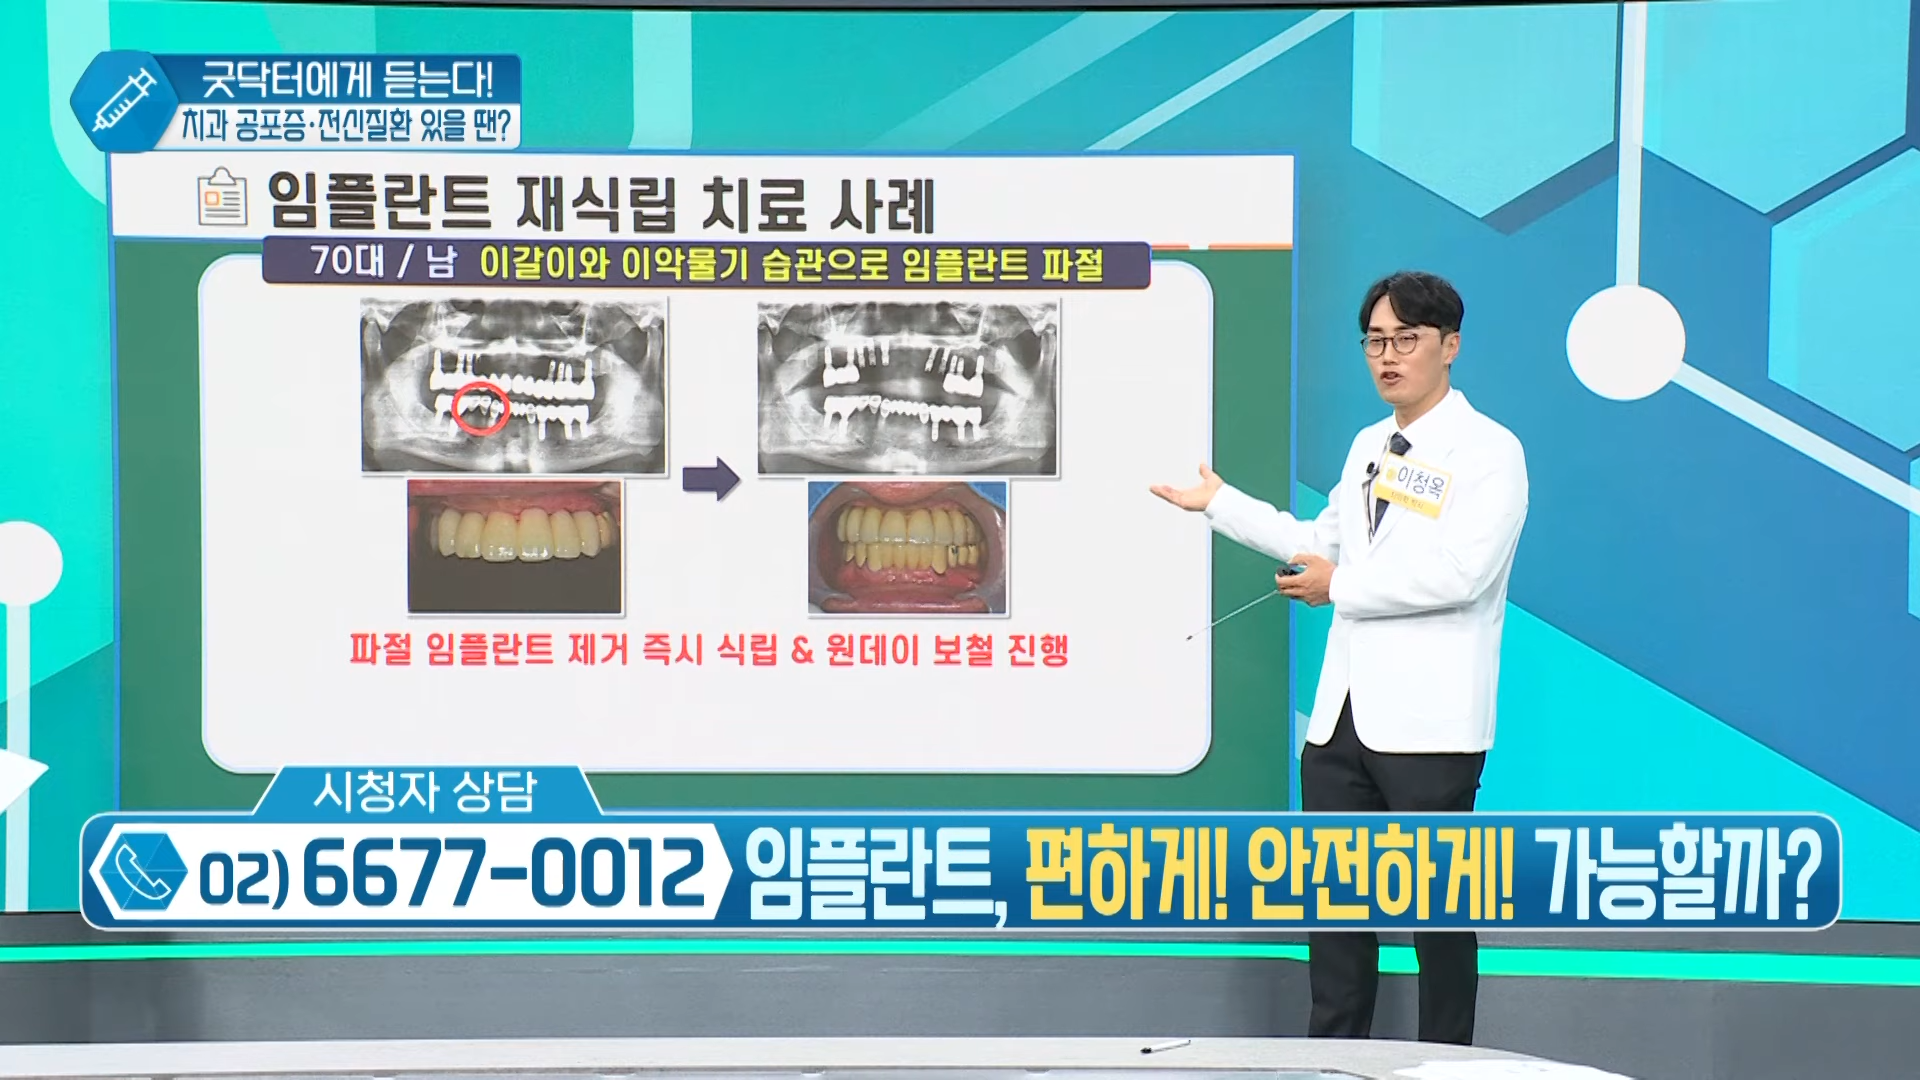 굿닥터에게 듣는다!
치과 공포증·전신질환 있을 땐?
임플란트 재식립 치료 사례
70대 / 남 이갈이와 이악물기 습관으로 임플란트 파절
파절 임플란트 제거 즉시 식립 & 원데이 보철 진행
이청옥
시청자 상담
02) 6677-0012
임플란트, 편하게! 안전하게! 가능할까?